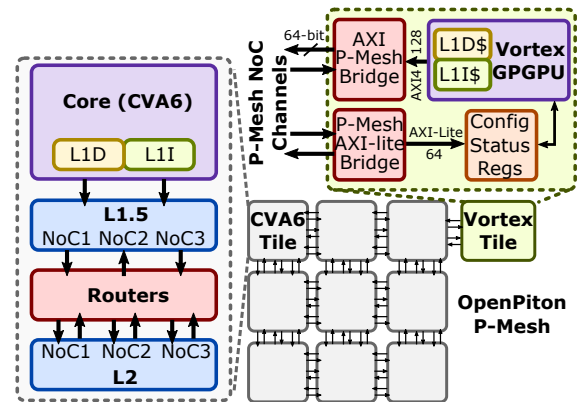 Core (CVA6)
L1D L1I
L1.5
NoC1 NoC2 NoC3
Routers
NoC1 NoC2 NoC3
L2
P-Mesh NoC
Channels
64-bit
AXI
P-Mesh
Bridge
AXI4 128
L1D$
L1I$
Vortex
GPGPU
P-Mesh
AXI-lite
Bridge
AXI-Lite
64
Config
Status
Regs
CVA6
Tile
Vortex
Tile
OpenPiton
P-Mesh